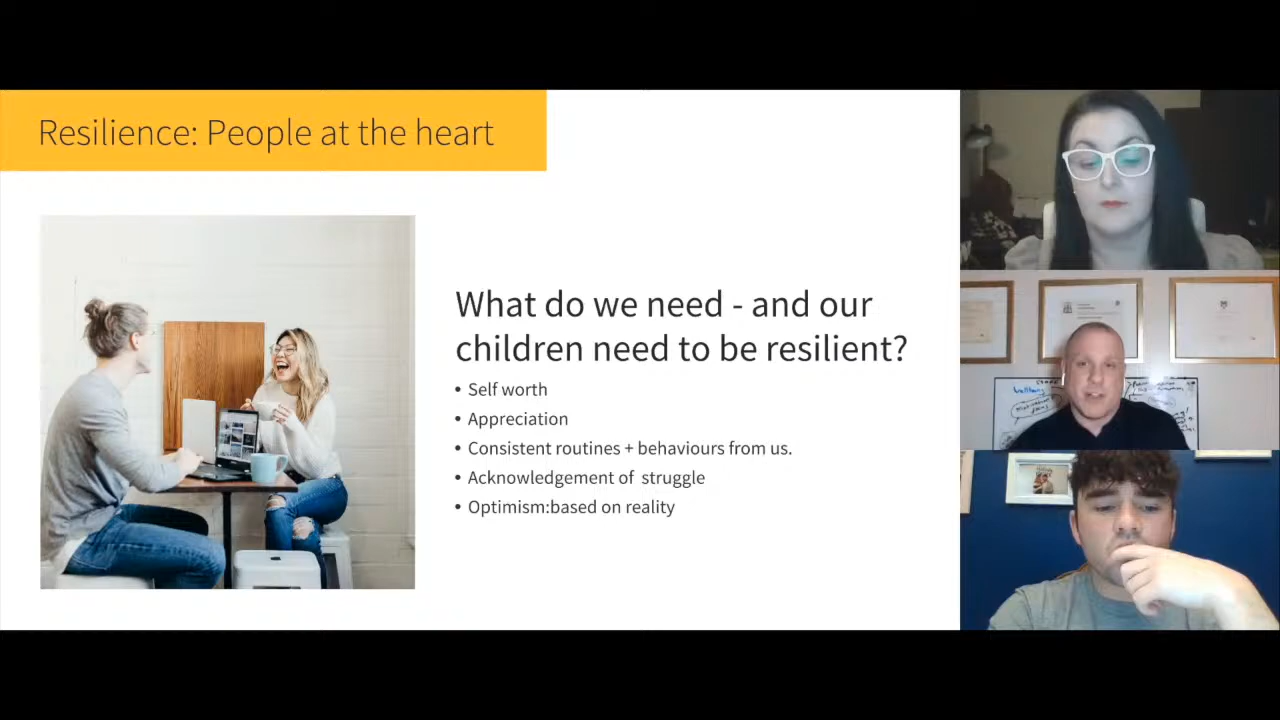 Resilience: People at the heart
What do we need - and our
children need to be resilient?
• Self worth
• Appreciation
• Consistent routines + behaviours from us.
• Acknowledgement of struggle
• Optimism:based on reality
wellbeing